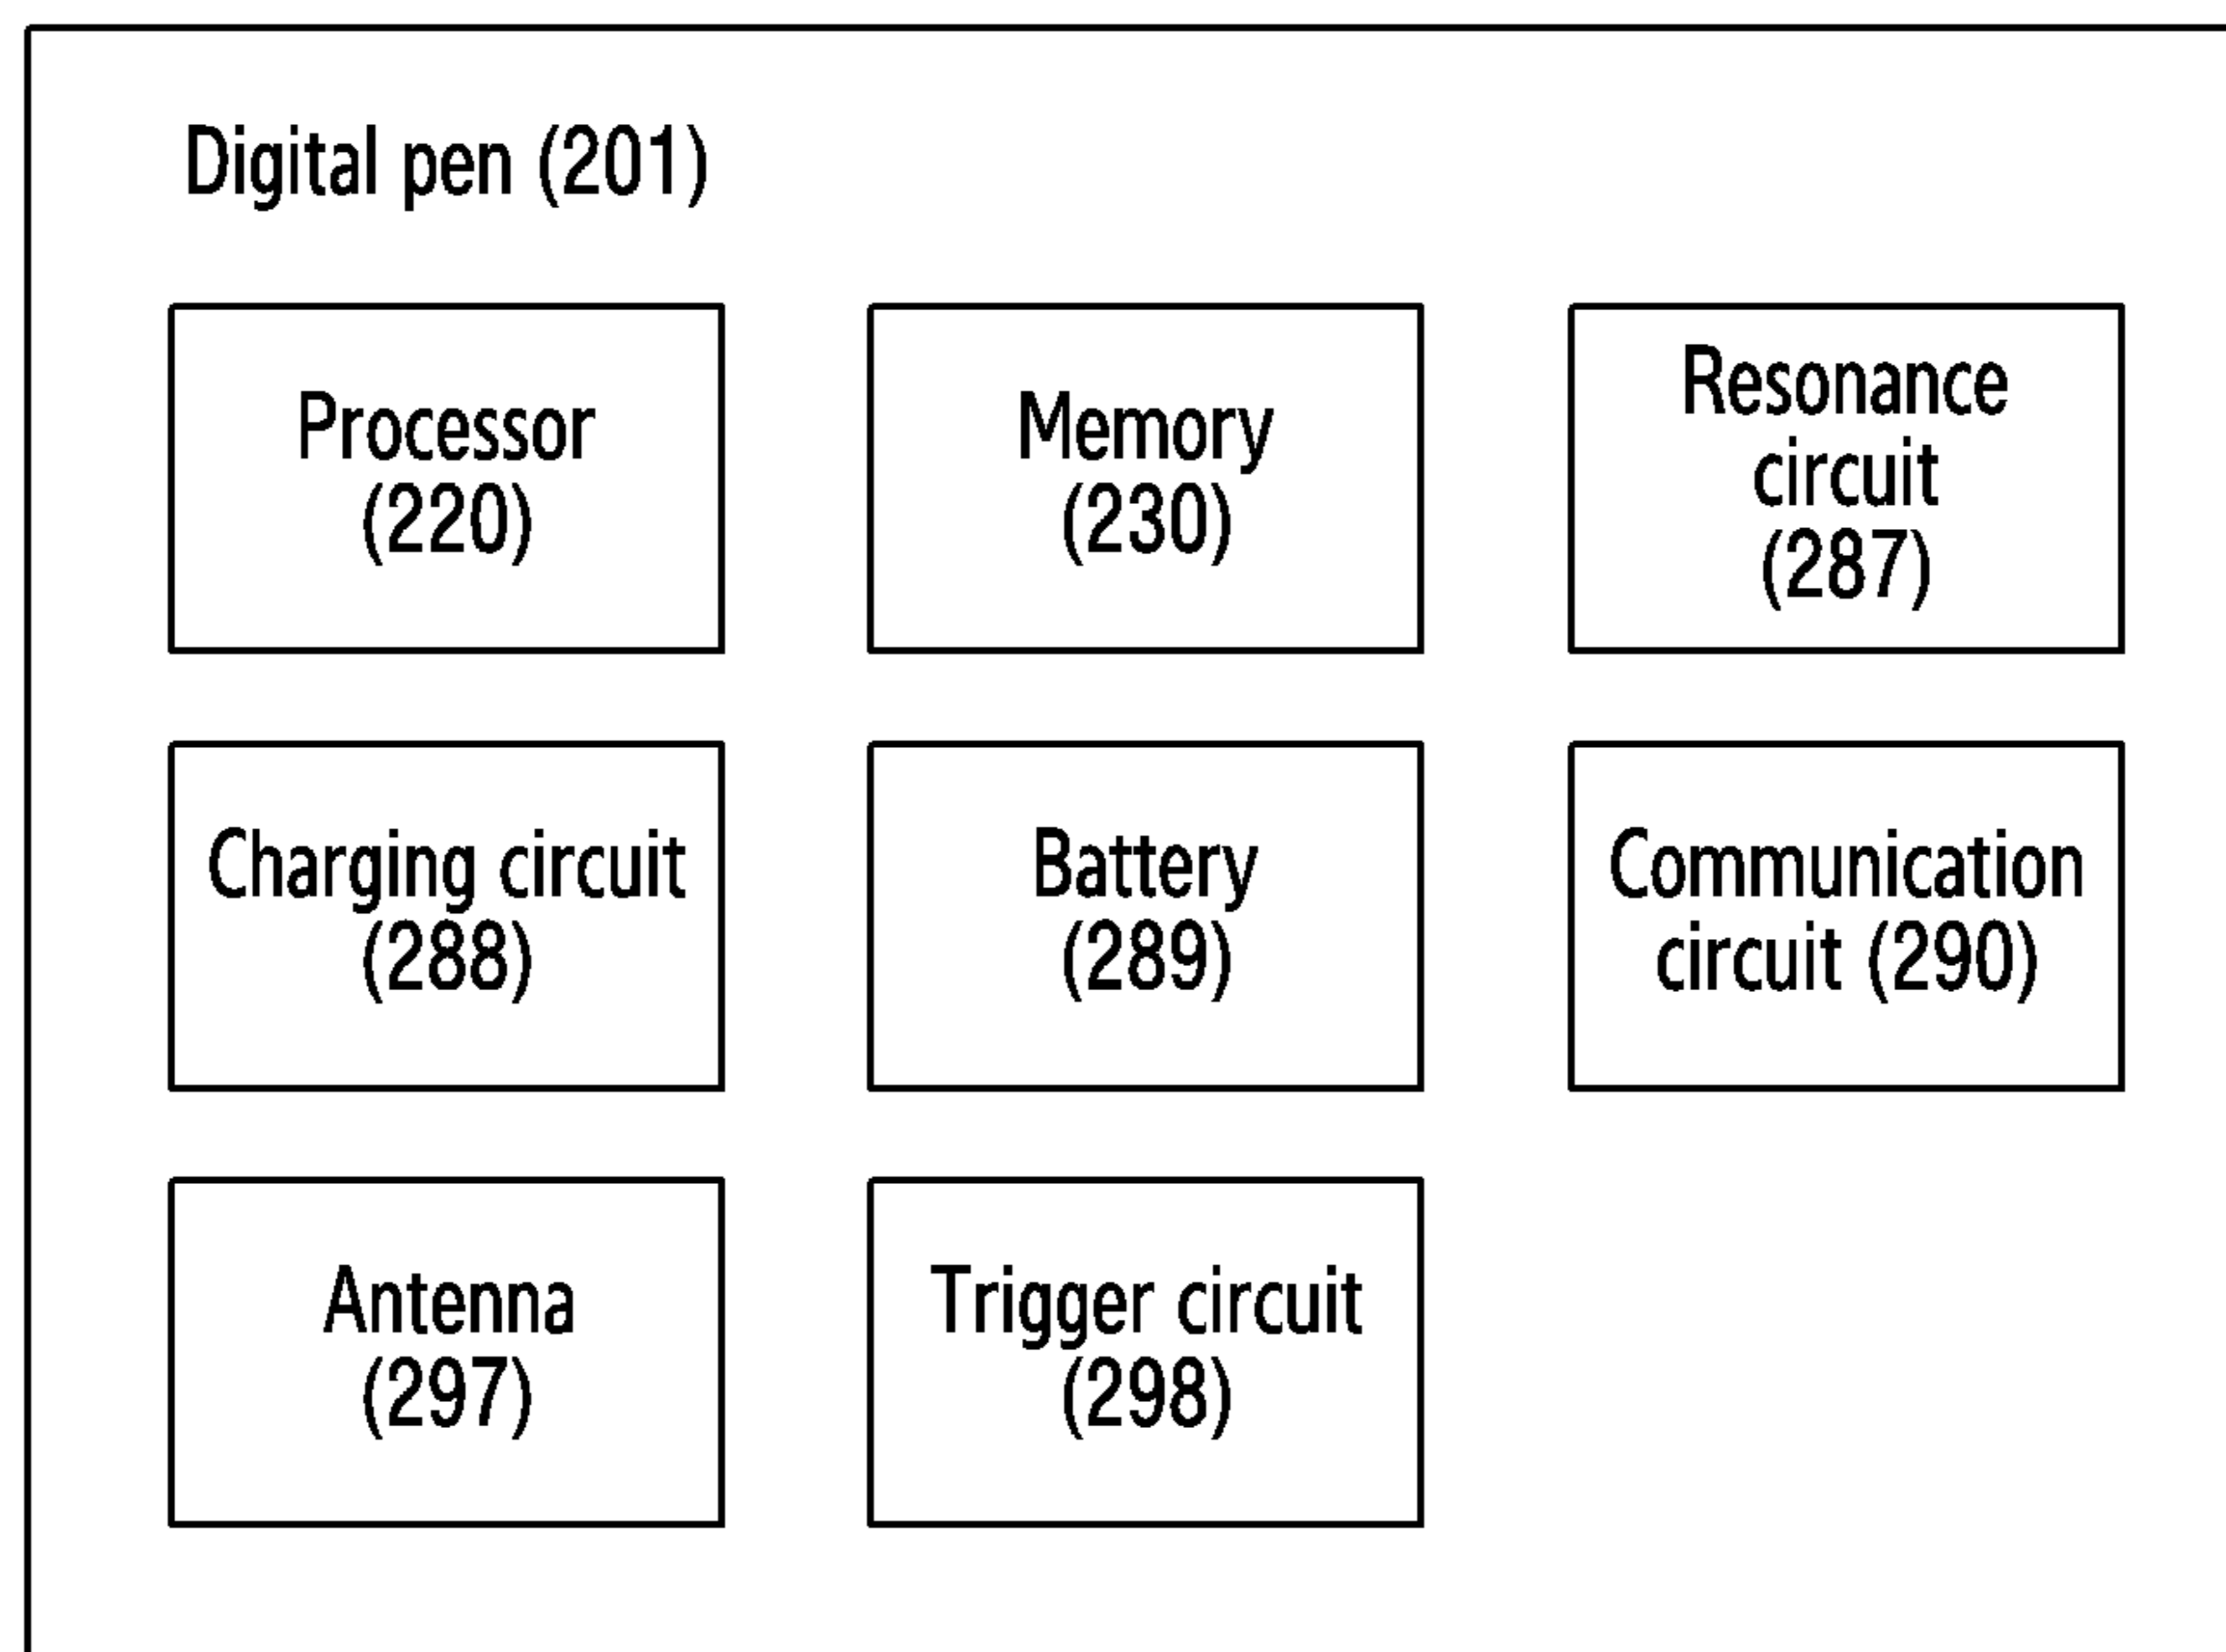 Digital pen (201)
Processor
(220)
Memory
(230)
Resonance
circuit
(287)
Charging circuit
(288)
Battery
(289)
Communication
circuit (290)
Antenna
(297)
Trigger circuit
(298)